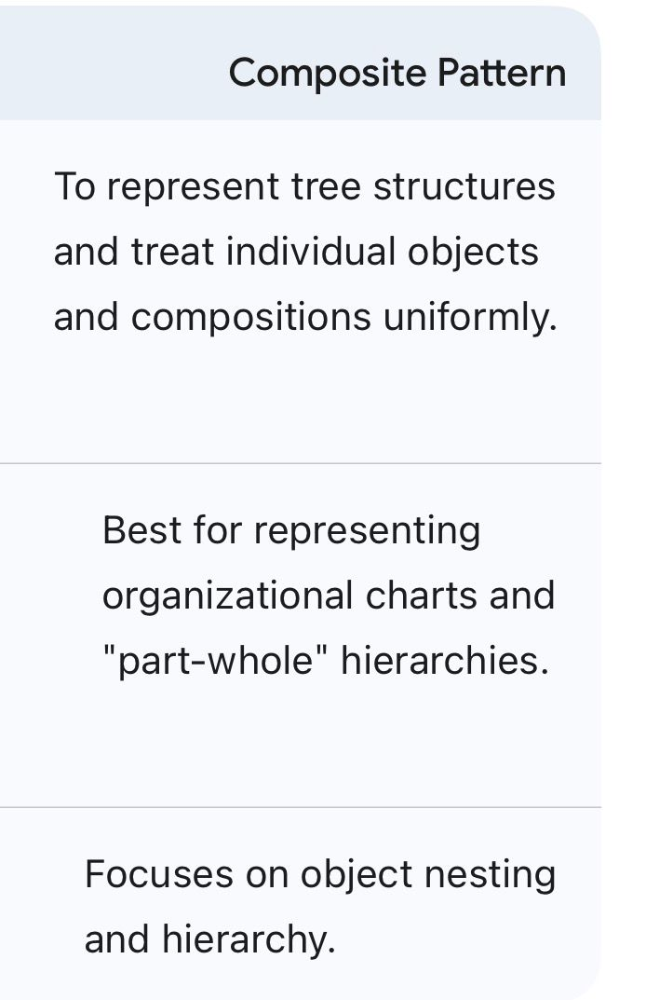 Composite Pattern
To represent tree structures
and treat individual objects
and compositions uniformly.
Best for representing
organizational charts and
"part-whole" hierarchies.
Focuses on object nesting
and hierarchy.